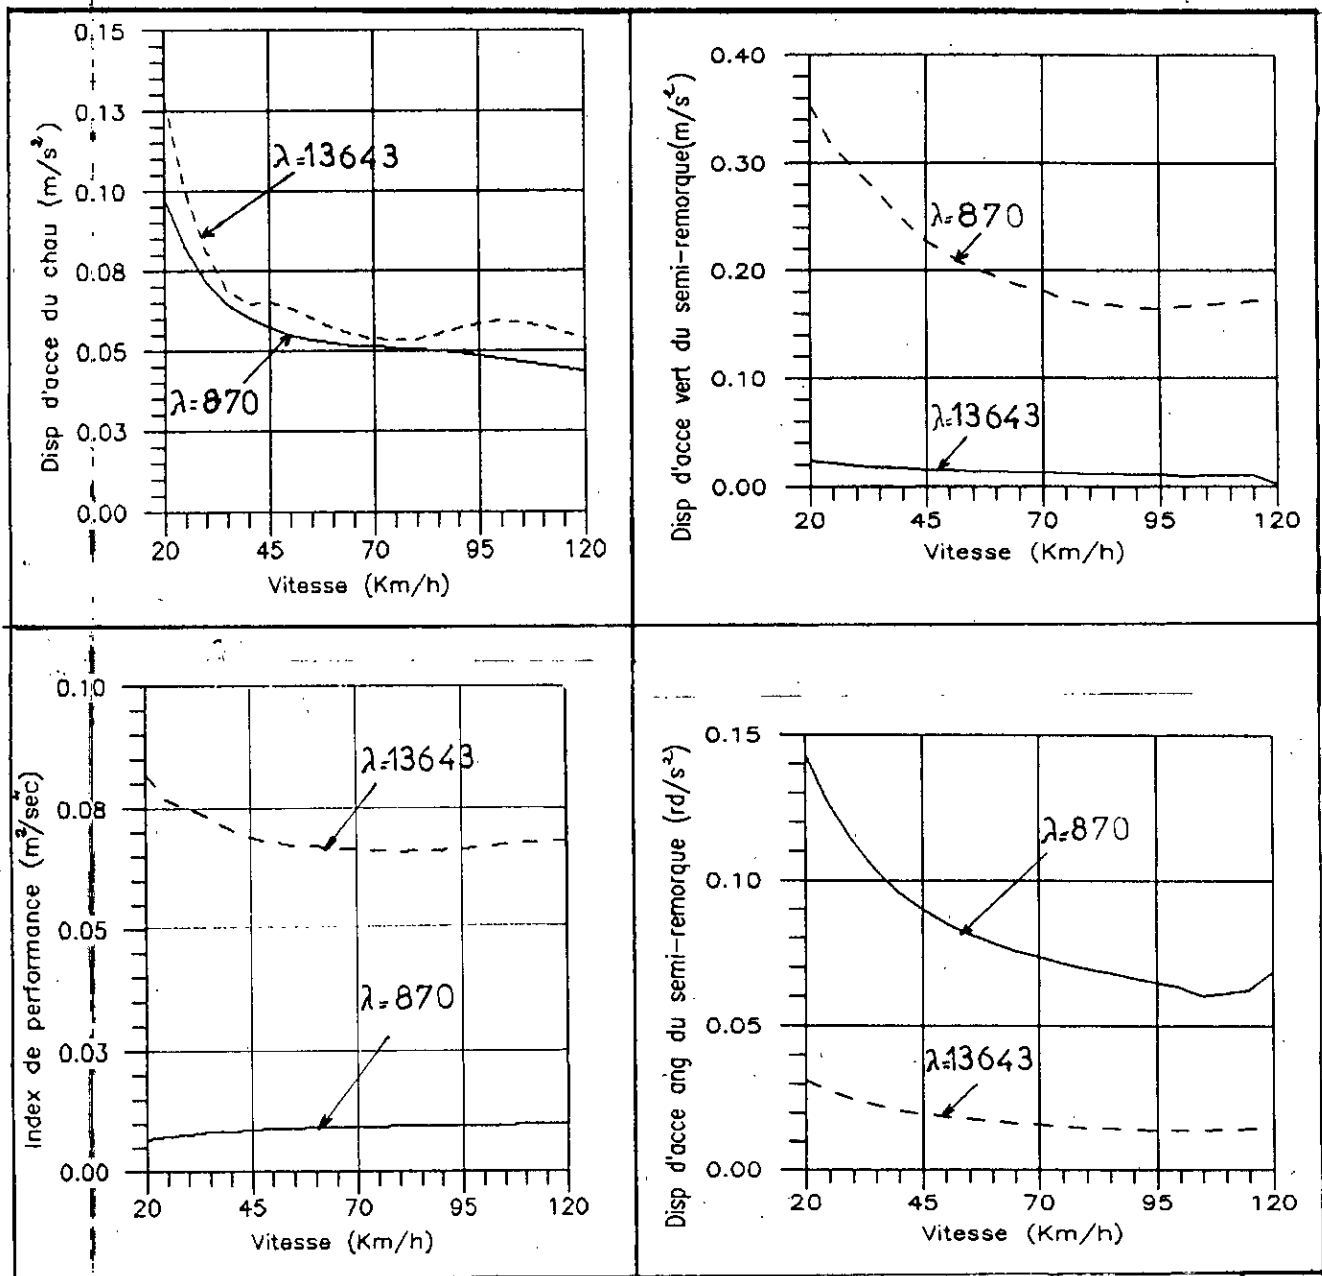 Disp d'acce du chau (m/s²)
0.15
0.13
0.10
0.08
0.05
0.03
0.00
λ=13643
λ=870
20 45 70 95 120
Vitesse (Km/h)
Disp d'acce vert du semi-remorque(m/s²)
0.40
0.30
0.20
0.10
0.00
λ=870
λ=13643
20 45 70 95 120
Vitesse (Km/h)
Index de performance (m²/sec⁴)
0.10
0.08
0.05
0.03
0.00
λ=13643
λ=870
20 45 70 95 120
Vitesse (Km/h)
Disp d'acce ang du semi-remorque (rd/s²)
0.15
0.10
0.05
0.00
λ=870
λ=13643
20 45 70 95 120
Vitesse (Km/h)